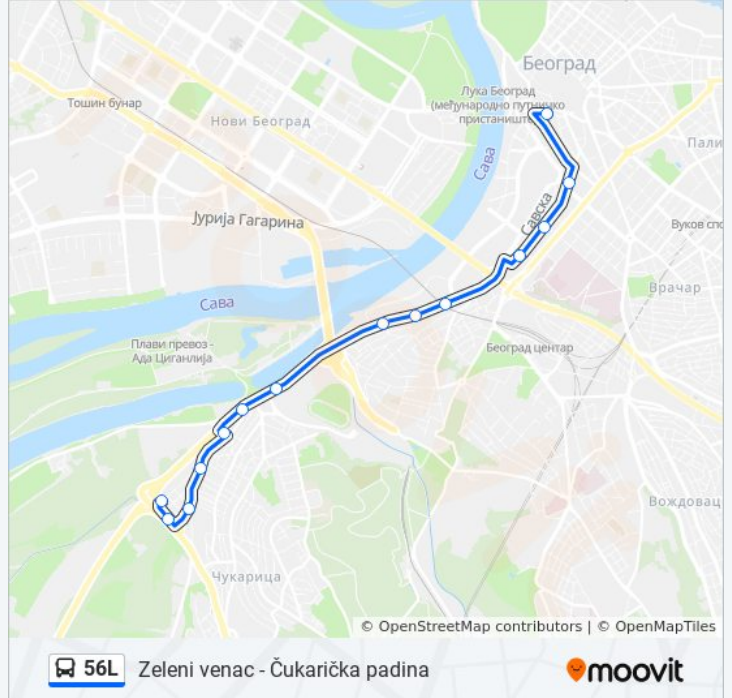 Београд
Лука Београд
(међународно путничко
пристаниште
Тошин бунар
Нови Београд
Пали
Сава
Савска
Јурија Гагарина
Вуков спо
Сава
Врачар
Плави превоз -
Ада Циганлија
Београд центар
Вождовац
Чукарица
© OpenStreetMap contributors | © OpenMapTiles
56L Zeleni venac - Čukarička padina
moovit